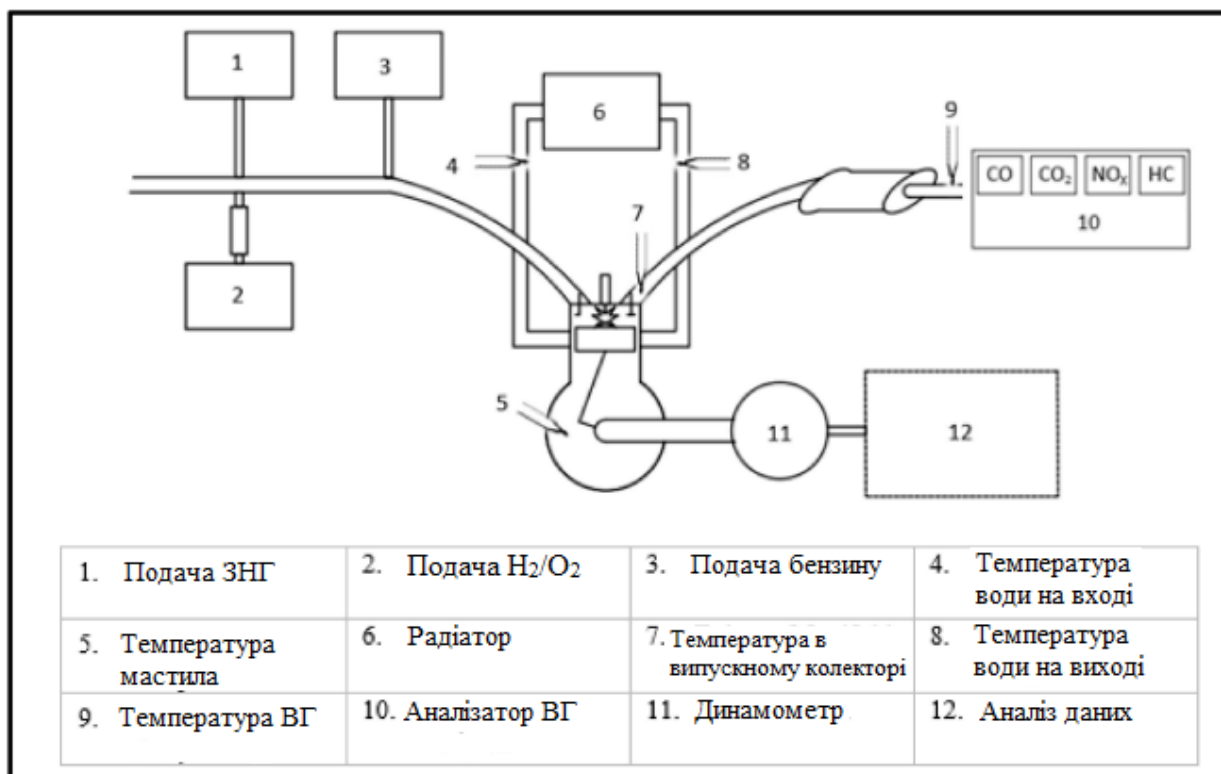 1
3
6
9
4
8
CO CO₂ NOₓ HC
7
10
2
5
11
12
1. Подача ЗНГ
2. Подача H₂/O₂
3. Подача бензину
4. Температура
води на вході
5. Температура
мастила
6. Радіатор
7. Температура в
випускному колекторі
8. Температура
води на виході
9. Температура ВГ
10. Аналізатор ВГ
11. Динамометр
12. Аналіз даних